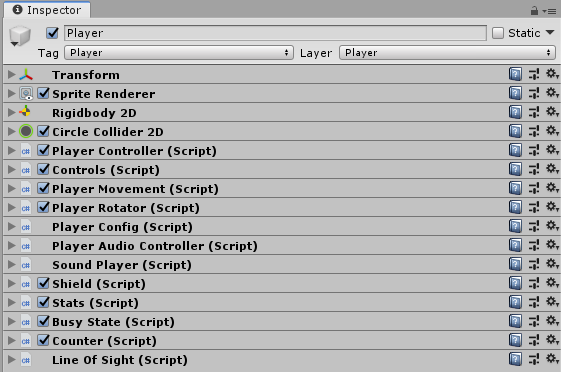 Inspector
Player Static
Tag Player Layer Player
Transform
Sprite Renderer
Rigidbody 2D
Circle Collider 2D
Player Controller (Script)
Controls (Script)
Player Movement (Script)
Player Rotator (Script)
Player Config (Script)
Player Audio Controller (Script)
Sound Player (Script)
Shield (Script)
Stats (Script)
Busy State (Script)
Counter (Script)
Line Of Sight (Script)